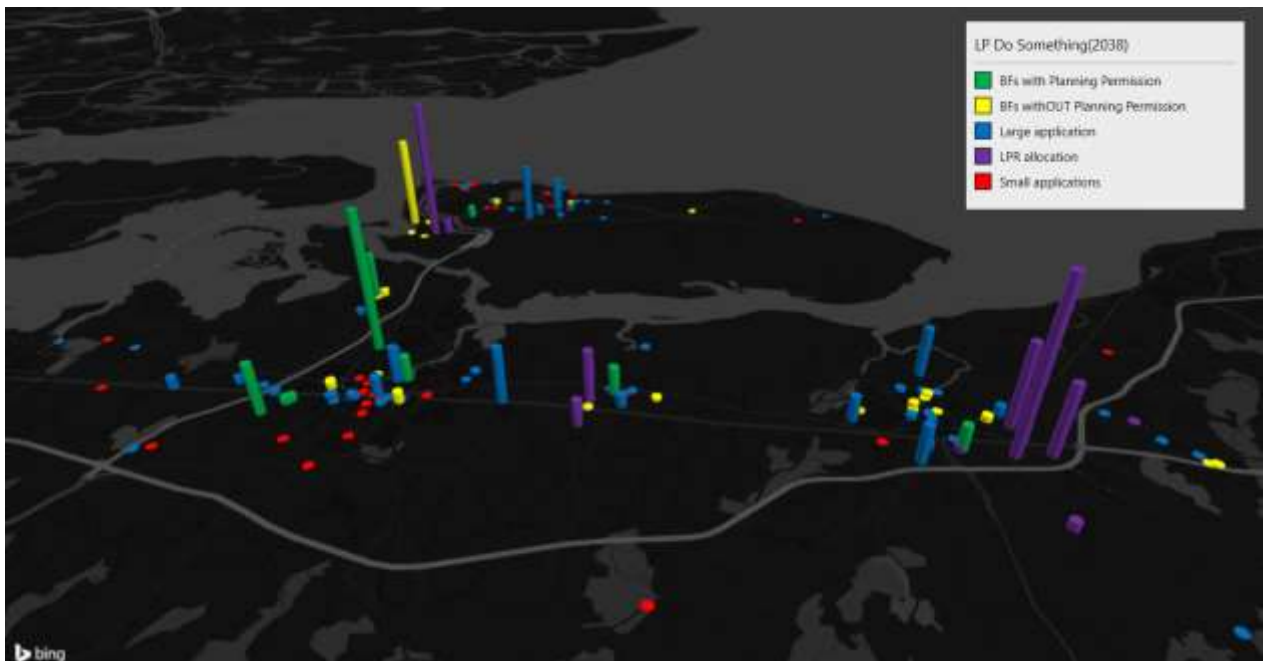 LP Do Something(2038)
BFs with Planning Permission
BFs withOUT Planning Permission
Large application
LPR allocation
Small applications
bing